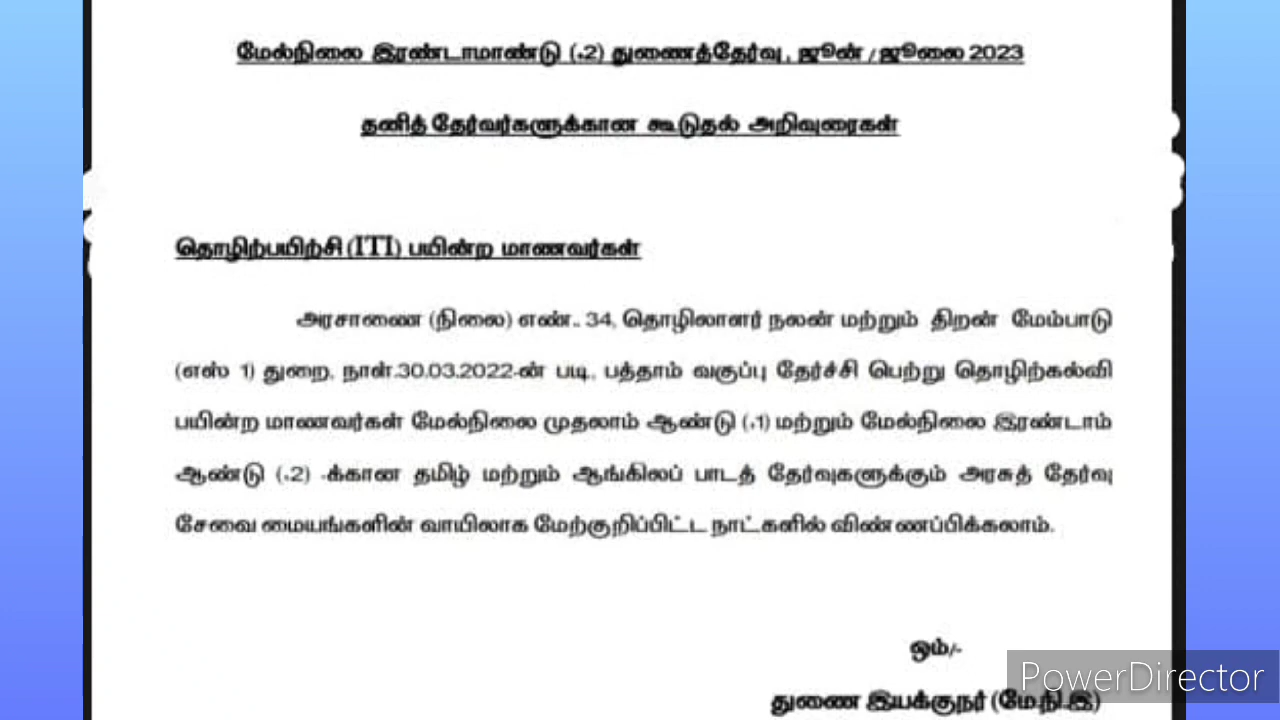 மேல்நிலை இரண்டாமாண்டு (+2) துணைத்தேர்வு, ஜூன் / ஜூலை 2023
தனித் தேர்வர்களுக்கான கூடுதல் அறிவுரைகள்
தொழிற்பயிற்சி (ITI) பயின்ற மாணவர்கள்
அரசாணை (நிலை) எண்.. 34, தொழிலாளர் நலன் மற்றும் திறன் மேம்பாடு
(எஸ் 1) துறை, நாள்.30.03.2022-ன் படி, பத்தாம் வகுப்பு தேர்ச்சி பெற்று தொழிற்கல்வி
பயின்ற மாணவர்கள் மேல்நிலை முதலாம் ஆண்டு (+1) மற்றும் மேல்நிலை இரண்டாம்
ஆண்டு (+2) -க்கான தமிழ் மற்றும் ஆங்கிலப் பாடத் தேர்வுகளுக்கும் அரசுத் தேர்வு
சேவை மையங்களின் வாயிலாக மேற்குறிப்பிட்ட நாட்களில் விண்ணப்பிக்கலாம்.
ஒம்/-
துணை இயக்குநர் (மே.நி.இ)
PowerDirector